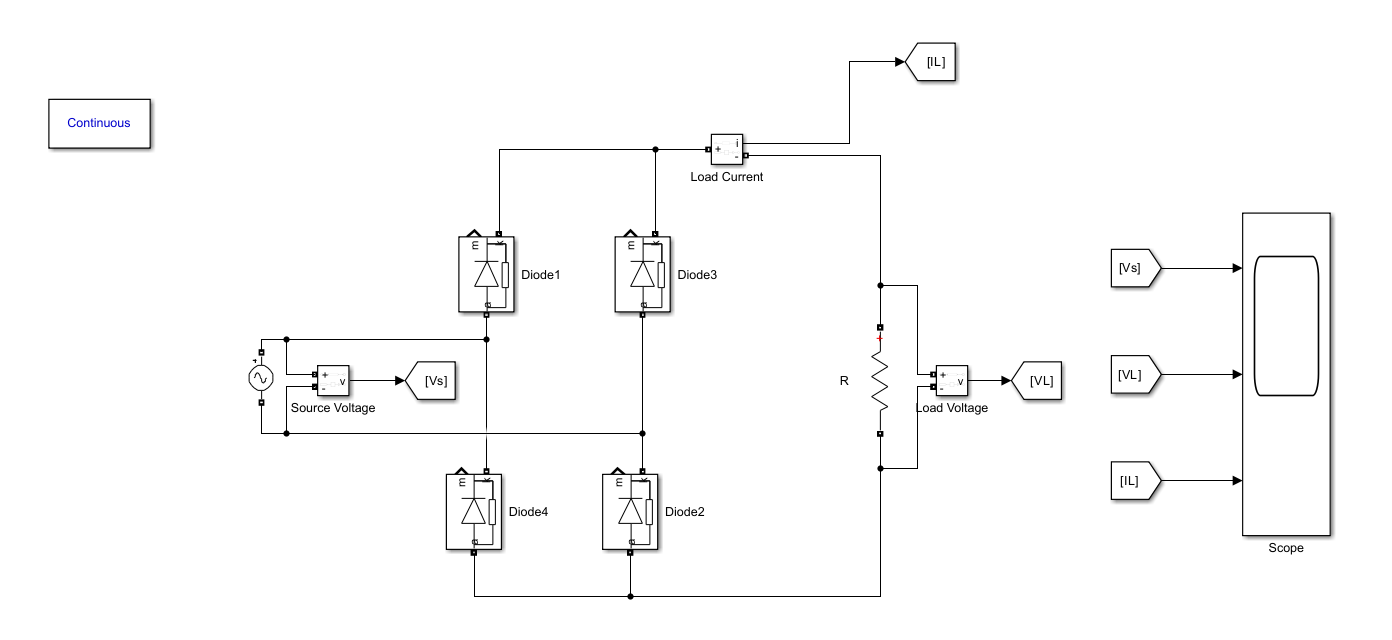 [IL]
Continuous
i
+
-
Load Current
m
k
Diode1
a
m
k
Diode3
a
[Vs]
+
+
-
v
[Vs]
Source Voltage
+
R
+
-
v
[VL]
Load Voltage
[VL]
m
k
Diode4
a
m
k
Diode2
a
[IL]
Scope